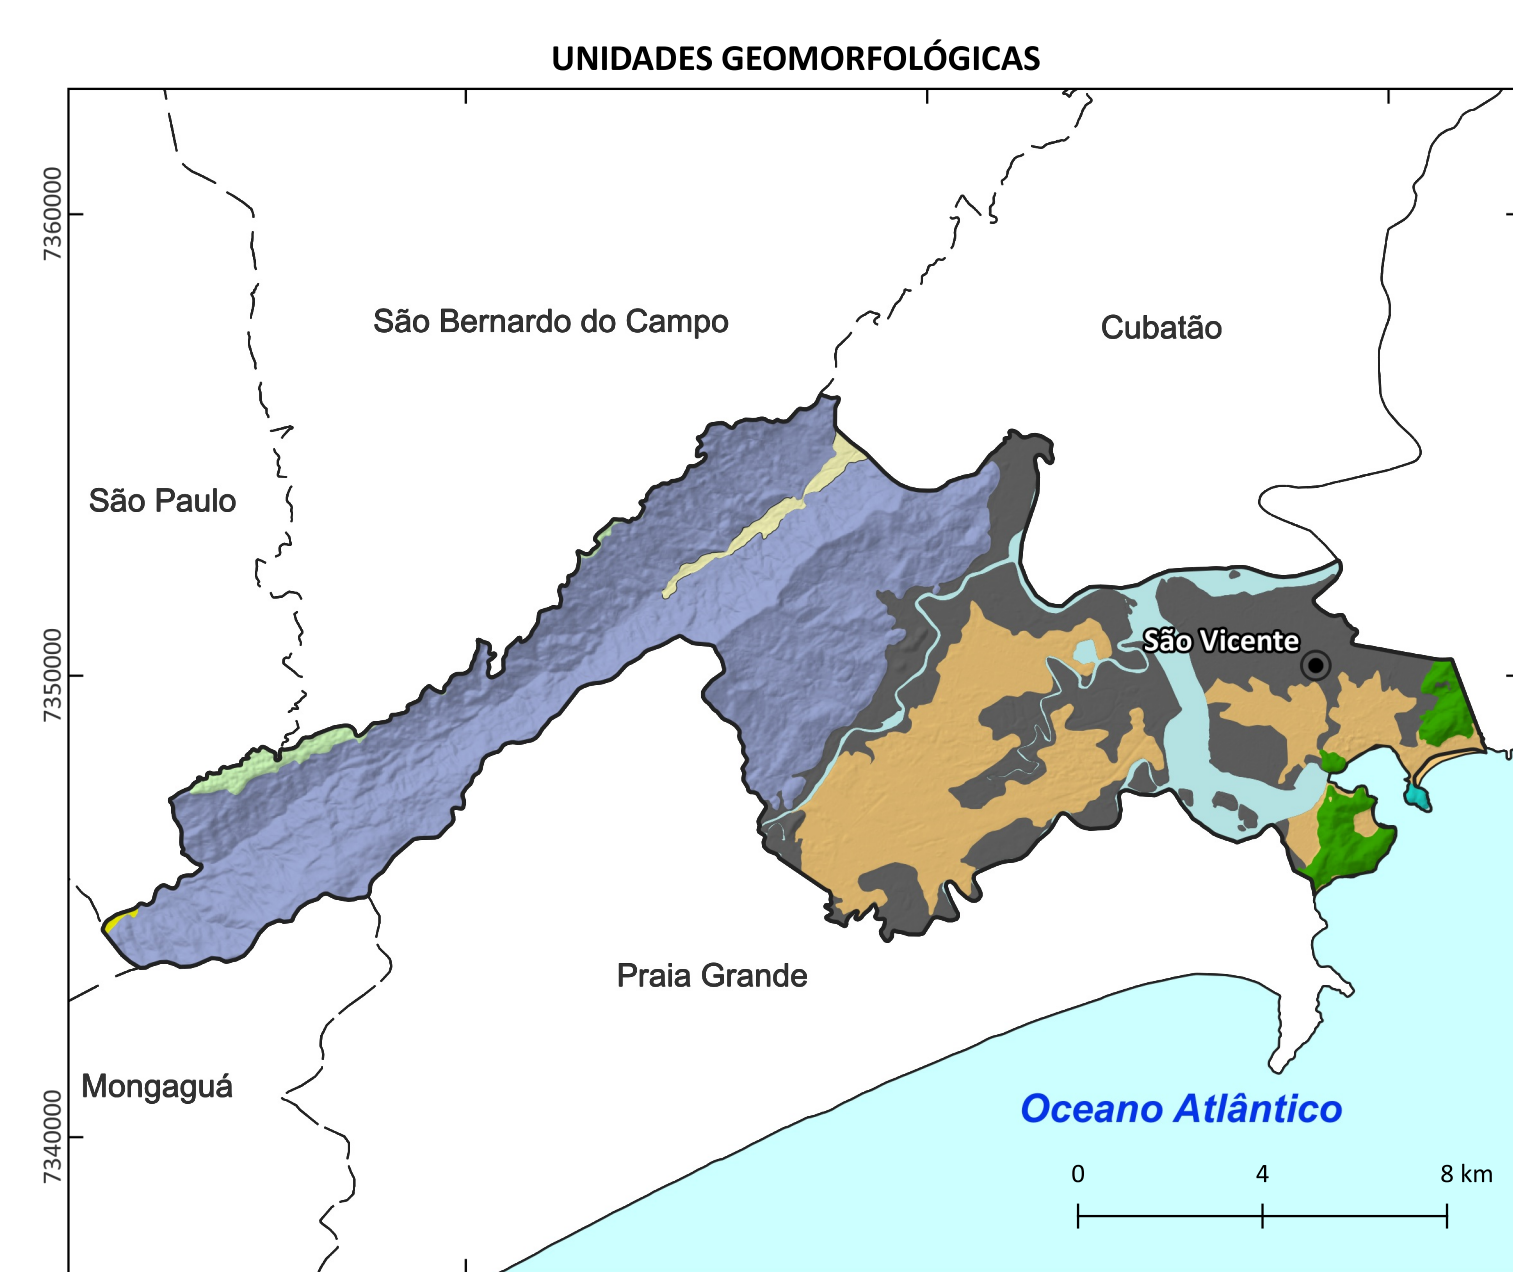 UNIDADES GEOMORFOLÓGICAS
7360000
São Bernardo do Campo
Cubatão
São Paulo
São Vicente
7350000
Praia Grande
Mongaguá
Oceano Atlântico
7340000
0 4 8 km